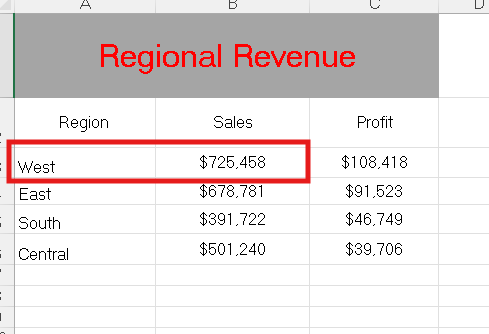 A B C D
Regional Revenue
Region Sales Profit
West $725,458 $108,418
East $678,781 $91,523
South $391,722 $46,749
Central $501,240 $39,706